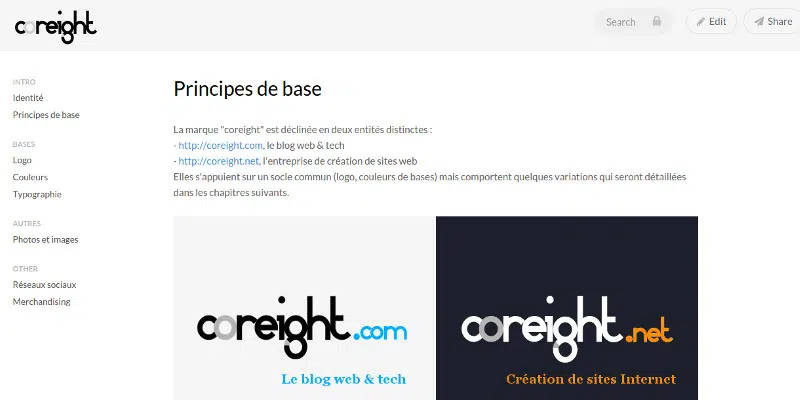 coreight
Search
Edit
Share
INTRO
Identité
Principes de base
BASES
Logo
Couleurs
Typographie
AUTRES
Photos et images
OTHER
Réseaux sociaux
Merchandising
Principes de base
La marque "coreight" est déclinée en deux entités distinctes :
- http://coreight.com, le blog web & tech
- http://coreight.net, l'entreprise de création de sites web
Elles s'appuient sur un socle commun (logo, couleurs de bases) mais comportent quelques variations qui seront détaillées
dans les chapitres suivants.
coreight.com
Le blog web & tech
coreight.net
Création de sites Internet